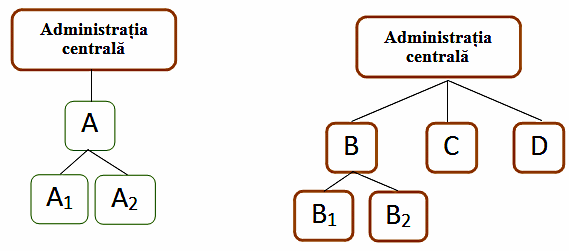 Administrația
centrală
A
A1
A2
Administrația
centrală
B
C
D
B1
B2